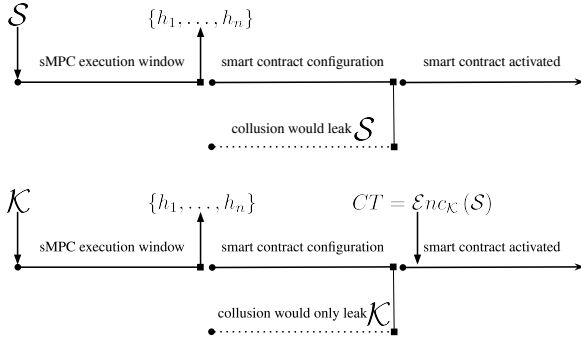 𝒮
{h₁, . . . , hₙ}
sMPC execution window
smart contract configuration
smart contract activated
collusion would leak 𝒮
𝒦
{h₁, . . . , hₙ}
CT = ℰnc_𝒦 (𝒮)
sMPC execution window
smart contract configuration
smart contract activated
collusion would only leak 𝒦